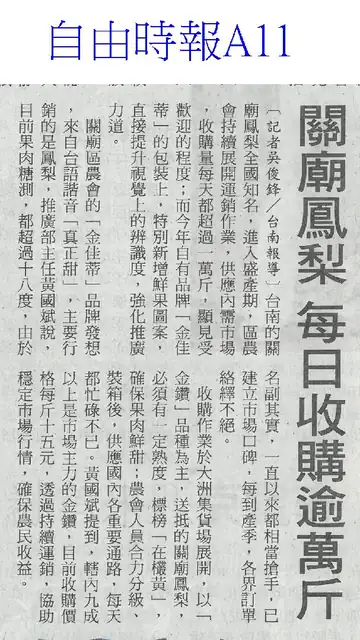 自由時報A11
關廟鳳梨 每日收購逾萬斤
〔記者吳俊鋒／台南報導〕台南的關
廟鳳梨全國知名，進入盛產期，區農
會持續展開運銷作業，供應內需市場
，收購量每天都超過一萬斤，顯見受
歡迎的程度；而今年自有品牌「金佳
蒂」的包裝上，特別新增鮮果圖案，
直接提升視覺上的辨識度，強化推廣
力道。
關廟區農會的「金佳蒂」品牌發想
，來自台語諧音「真正甜」，主要行
銷的是鳳梨，推廣部主任黃國斌說，
目前果肉糖測，都超過十八度，由於
名副其實，一直以來都相當搶手，已
建立市場口碑，每到產季，各界訂單
絡繹不絕。
收購作業於大洲集貨場展開，以「
金鑽」品種為主，送抵的關廟鳳梨，
必須有一定熟度，標榜「在欉黃」，
確保果肉鮮甜，農會人員合力分級、
裝箱後，供應國內各重要通路，每天
都忙碌不已。黃國斌提到，轄內九成
以上是市場主力的金鑽，目前收購價
格每斤十五元，透過持續運銷，協助
穩定市場行情，確保農民收益。